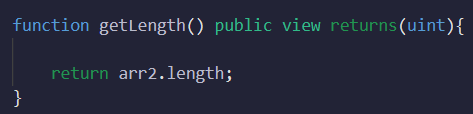 function getLength() public view returns(uint){
return arr2.length;
}